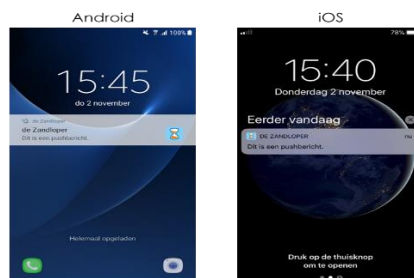 Android
100%
15:45
do 2 november
de Zandloper
de Zandloper
Dit is een pushbericht.
Helemaal opgeladen
iOS
78%
15:40
Donderdag 2 november
Eerder vandaag
DE ZANDLOPER
nu
Dit is een pushbericht.
Druk op de thuisknop
om te openen